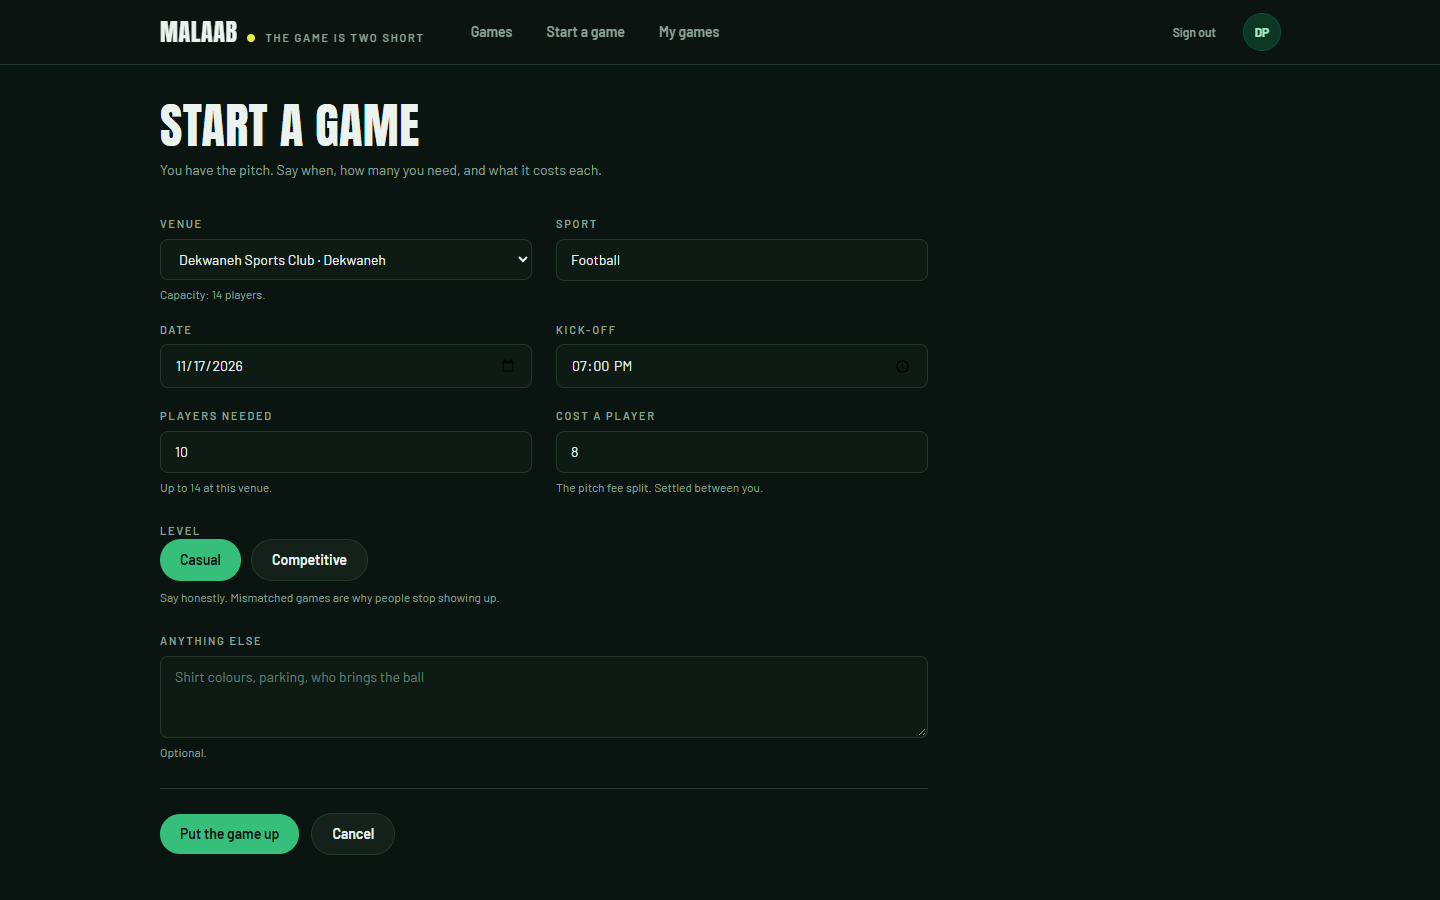 MALAAB THE GAME IS TWO SHORT Games Start a game My games Sign out DP
START A GAME
You have the pitch. Say when, how many you need, and what it costs each.
VENUE SPORT
Dekwaneh Sports Club · Dekwaneh Football
Capacity: 14 players.
DATE KICK-OFF
11/17/2026 07:00 PM
PLAYERS NEEDED COST A PLAYER
10 8
Up to 14 at this venue. The pitch fee split. Settled between you.
LEVEL
Casual Competitive
Say honestly. Mismatched games are why people stop showing up.
ANYTHING ELSE
Shirt colours, parking, who brings the ball
Optional.
Put the game up Cancel